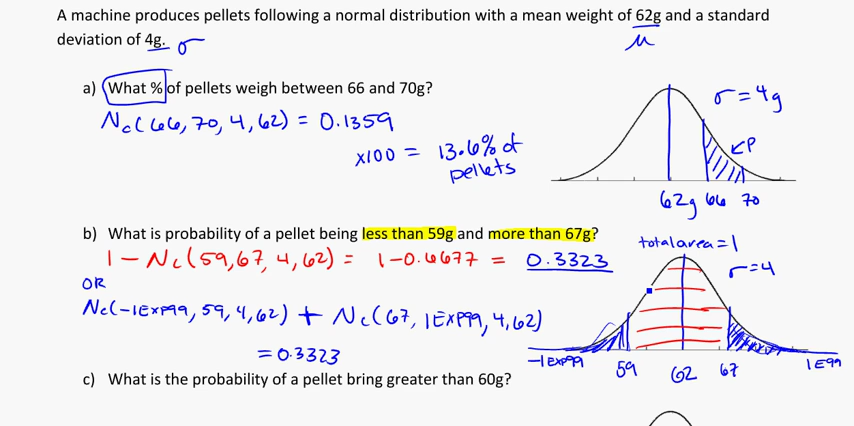 A machine produces pellets following a normal distribution with a mean weight of 62g and a standard
deviation of 4g. σ
μ
a) What % of pellets weigh between 66 and 70g?
Nc(66, 70, 4, 62) = 0.1359
x100 = 13.6% of
pellets
σ = 4g
P
62g 66 70
b) What is probability of a pellet being less than 59g and more than 67g?
1 - Nc(59, 67, 4, 62) = 1-0.6677 = 0.3323
OR
Nc(-1Exp99, 59, 4, 62) + Nc(67, 1EXP99, 4, 62)
= 0.3323
total area = 1
σ = 4
-1EXP99 59 62 67 1E99
c) What is the probability of a pellet bring greater than 60g?